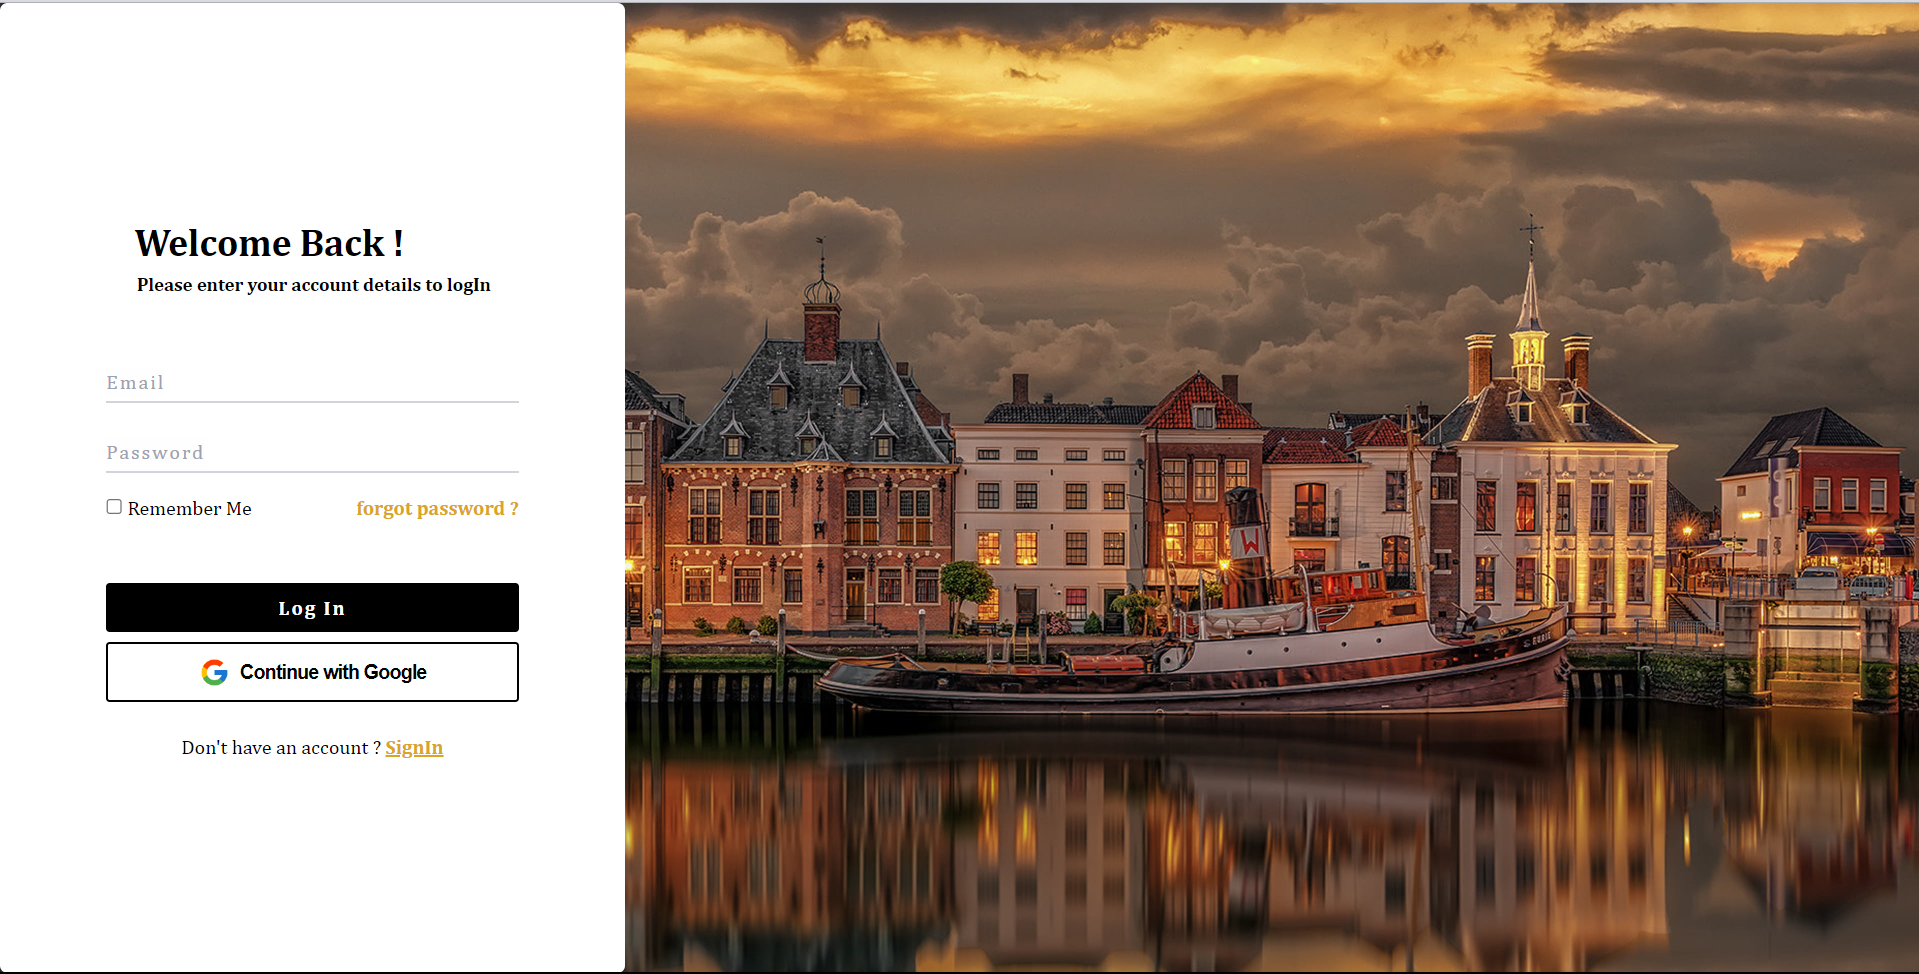 Welcome Back !
Please enter your account details to logIn
Email
Password
Remember Me
forgot password ?
Log In
Continue with Google
Don't have an account ? SignIn
W
EURIE